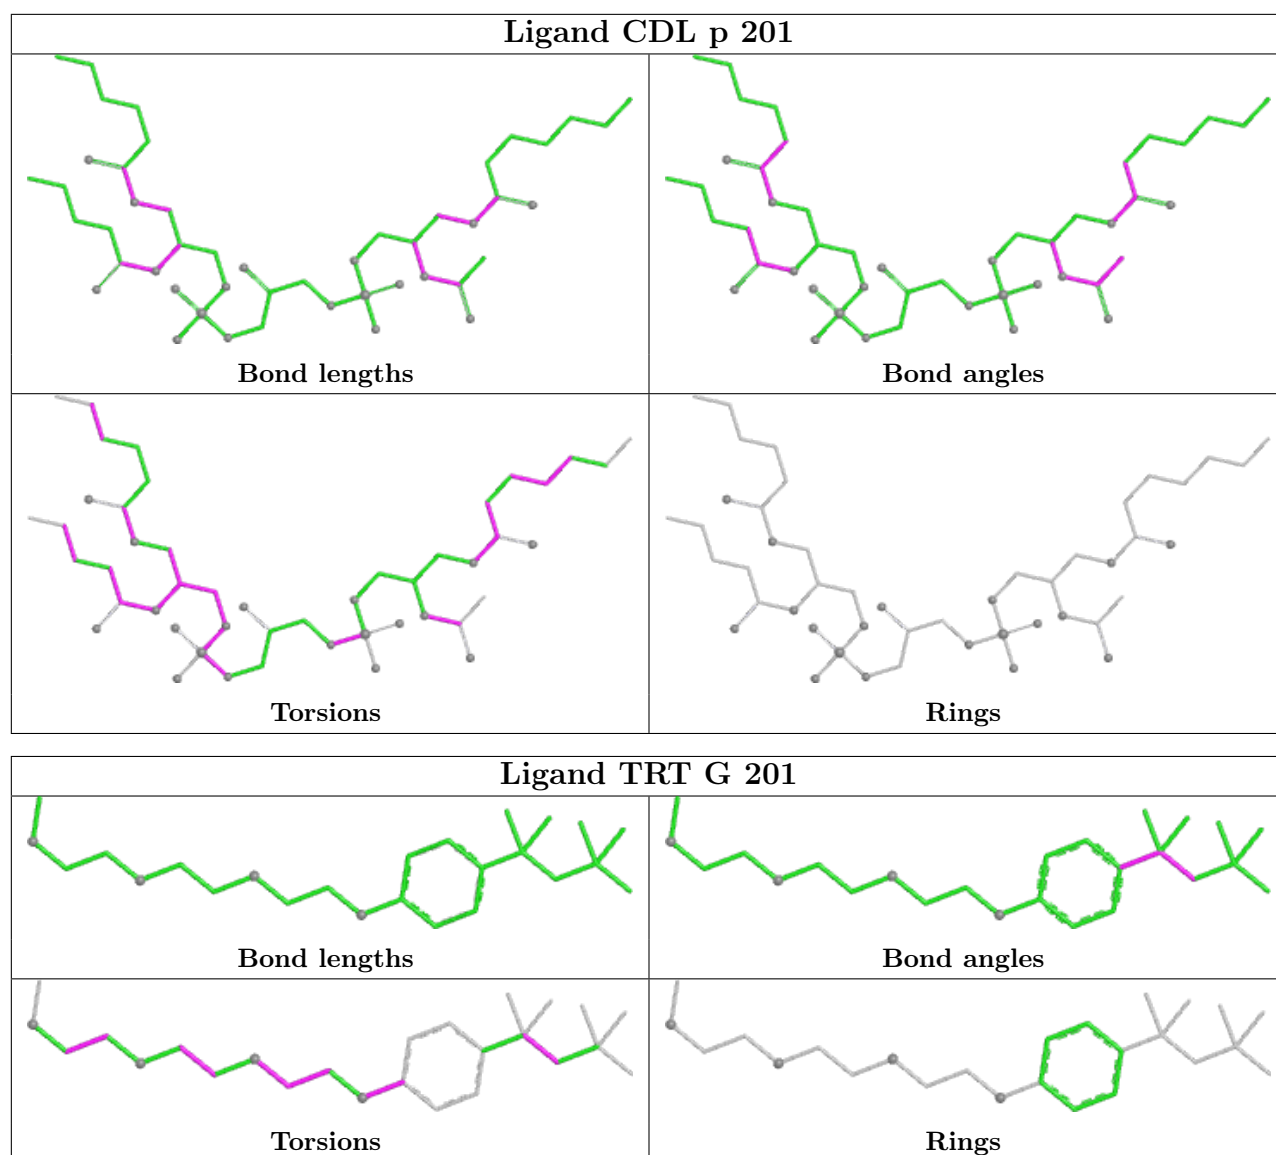 Ligand CDL p 201
Bond lengths
Bond angles
Torsions
Rings
Ligand TRT G 201
Bond lengths
Bond angles
Torsions
Rings